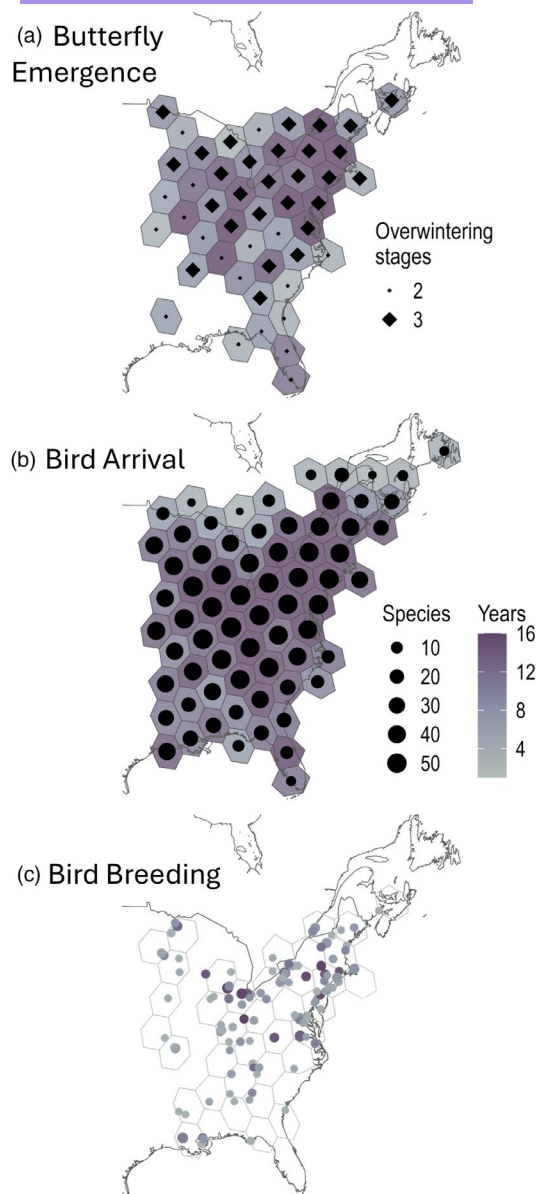 (a) Butterfly
Emergence
Overwintering
stages
2
3
(b) Bird Arrival
Species
10
20
30
40
50
Years
16
12
8
4
(c) Bird Breeding